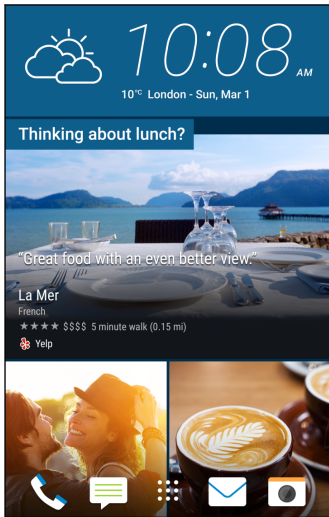 10:08 AM
10°C London - Sun, Mar 1
Thinking about lunch?
“Great food with an even better view.”
La Mer
French
★★★★ $$$$ 5 minute walk (0.15 mi)
Yelp